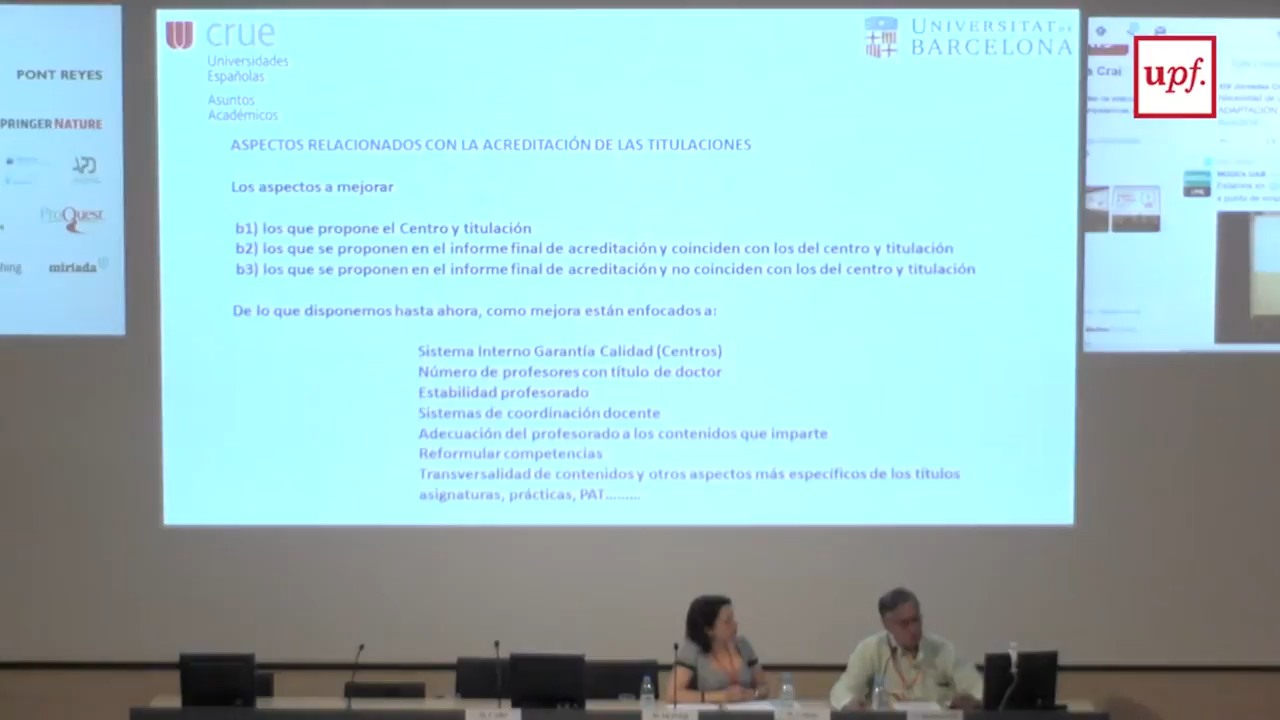 PONT REYES
SPRINGER NATURE
ProQuest
miríada
crue
Universidades
Españolas
Asuntos
Académicos
UNIVERSITAT DE
BARCELONA
ASPECTOS RELACIONADOS CON LA ACREDITACIÓN DE LAS TITULACIONES
Los aspectos a mejorar
b1) los que propone el Centro y titulación
b2) los que se proponen en el informe final de acreditación y coinciden con los del centro y titulación
b3) los que se proponen en el informe final de acreditación y no coinciden con los del centro y titulación
De lo que disponemos hasta ahora, como mejora están enfocados a:
Sistema Interno Garantía Calidad (Centros)
Número de profesores con título de doctor
Estabilidad profesorado
Sistemas de coordinación docente
Adecuación del profesorado a los contenidos que imparte
Reformular competencias
Transversalidad de contenidos y otros aspectos más específicos de los títulos
asignaturas, prácticas, PAT.........
Crai
upf.